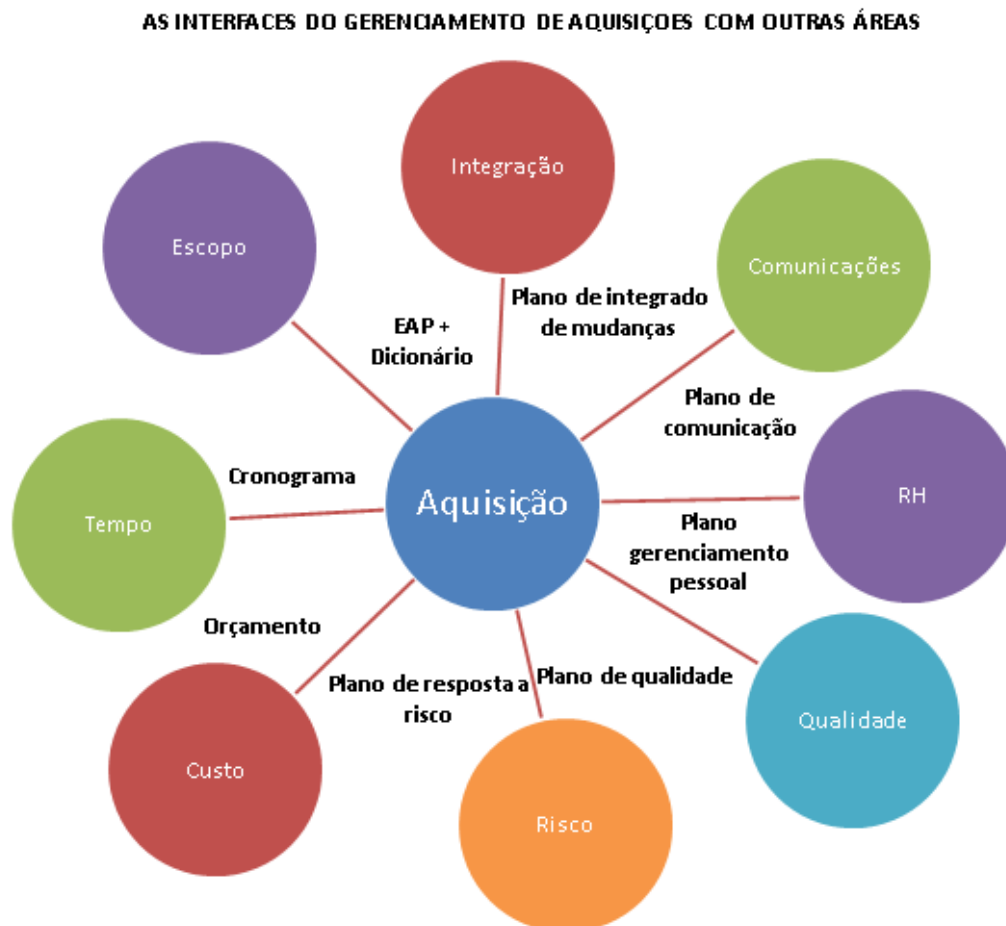 AS INTERFACES DO GERENCIAMENTO DE AQUISIÇOES COM OUTRAS ÁREAS
Integração
Escopo
Comunicações
Plano de integrado
de mudanças
EAP +
Dicionário
Plano de
comunicação
Cronograma
Aquisição
RH
Tempo
Plano
gerenciamento
pessoal
Orçamento
Plano de resposta a
risco
Plano de qualidade
Qualidade
Custo
Risco